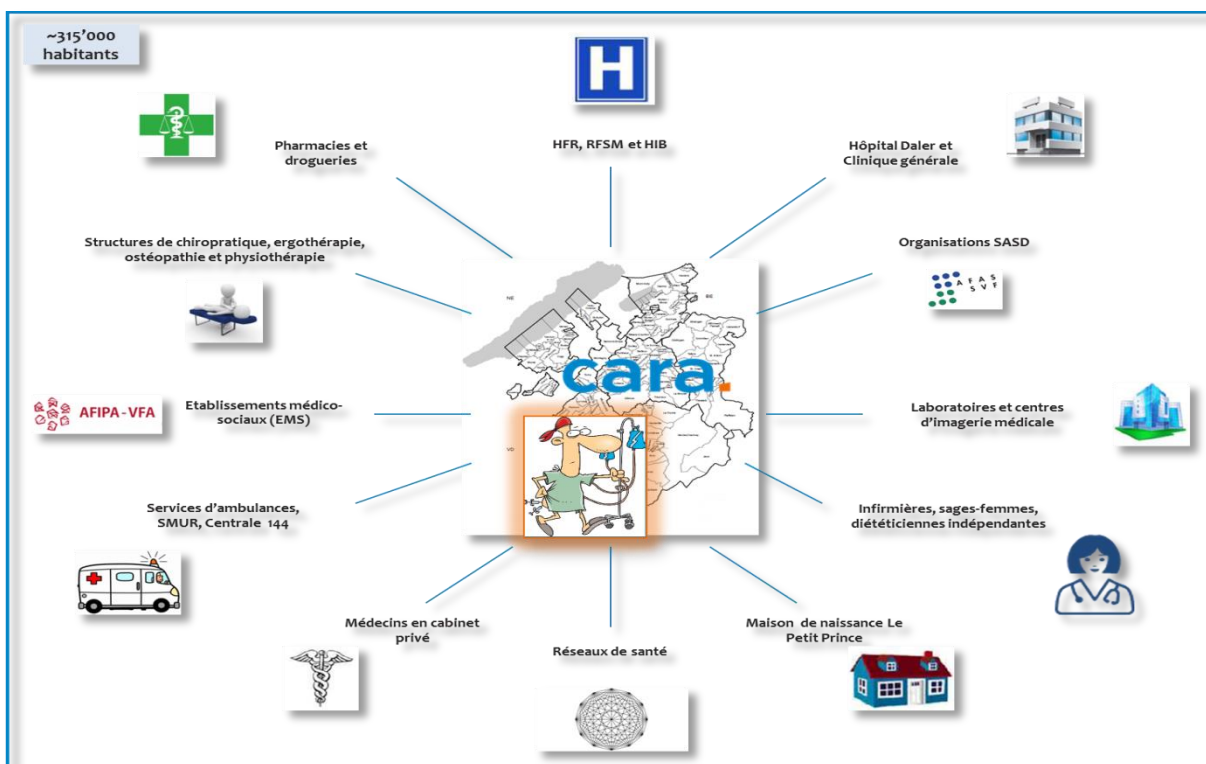 ~315’000
habitants
H
HFR, RFSM et HIB
Pharmacies et
drogueries
Hôpital Daler et
Clinique générale
Structures de chiropratique, ergothérapie,
ostéopathie et physiothérapie
Organisations SASD
AFAS
SVF
NE
BE
cara.
AFIPA-VFA
Etablissements médico-
sociaux (EMS)
Laboratoires et centres
d’imagerie médicale
VD
Services d’ambulances,
SMUR, Centrale 144
Infirmières, sages-femmes,
diététiciennes indépendantes
Médecins en cabinet
privé
Réseaux de santé
Maison de naissance Le
Petit Prince